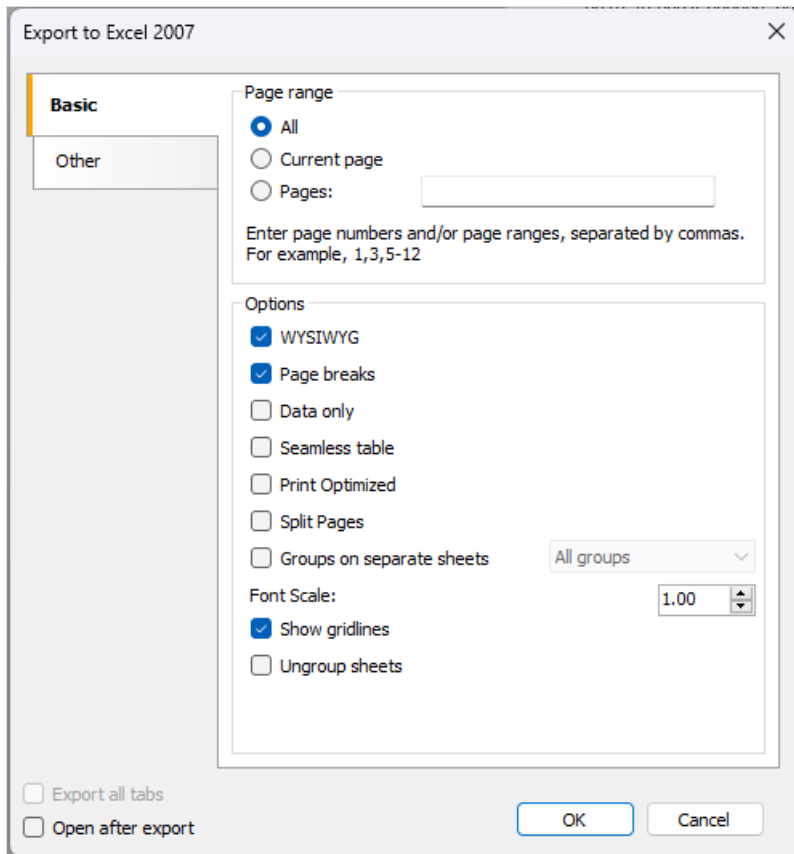 Export to Excel 2007
Basic
Other
Page range
All
Current page
Pages:
Enter page numbers and/or page ranges, separated by commas.
For example, 1,3,5-12
Options
WYSIWYG
Page breaks
Data only
Seamless table
Print Optimized
Split Pages
Groups on separate sheets All groups
Font Scale: 1.00
Show gridlines
Ungroup sheets
Export all tabs
Open after export
OK Cancel